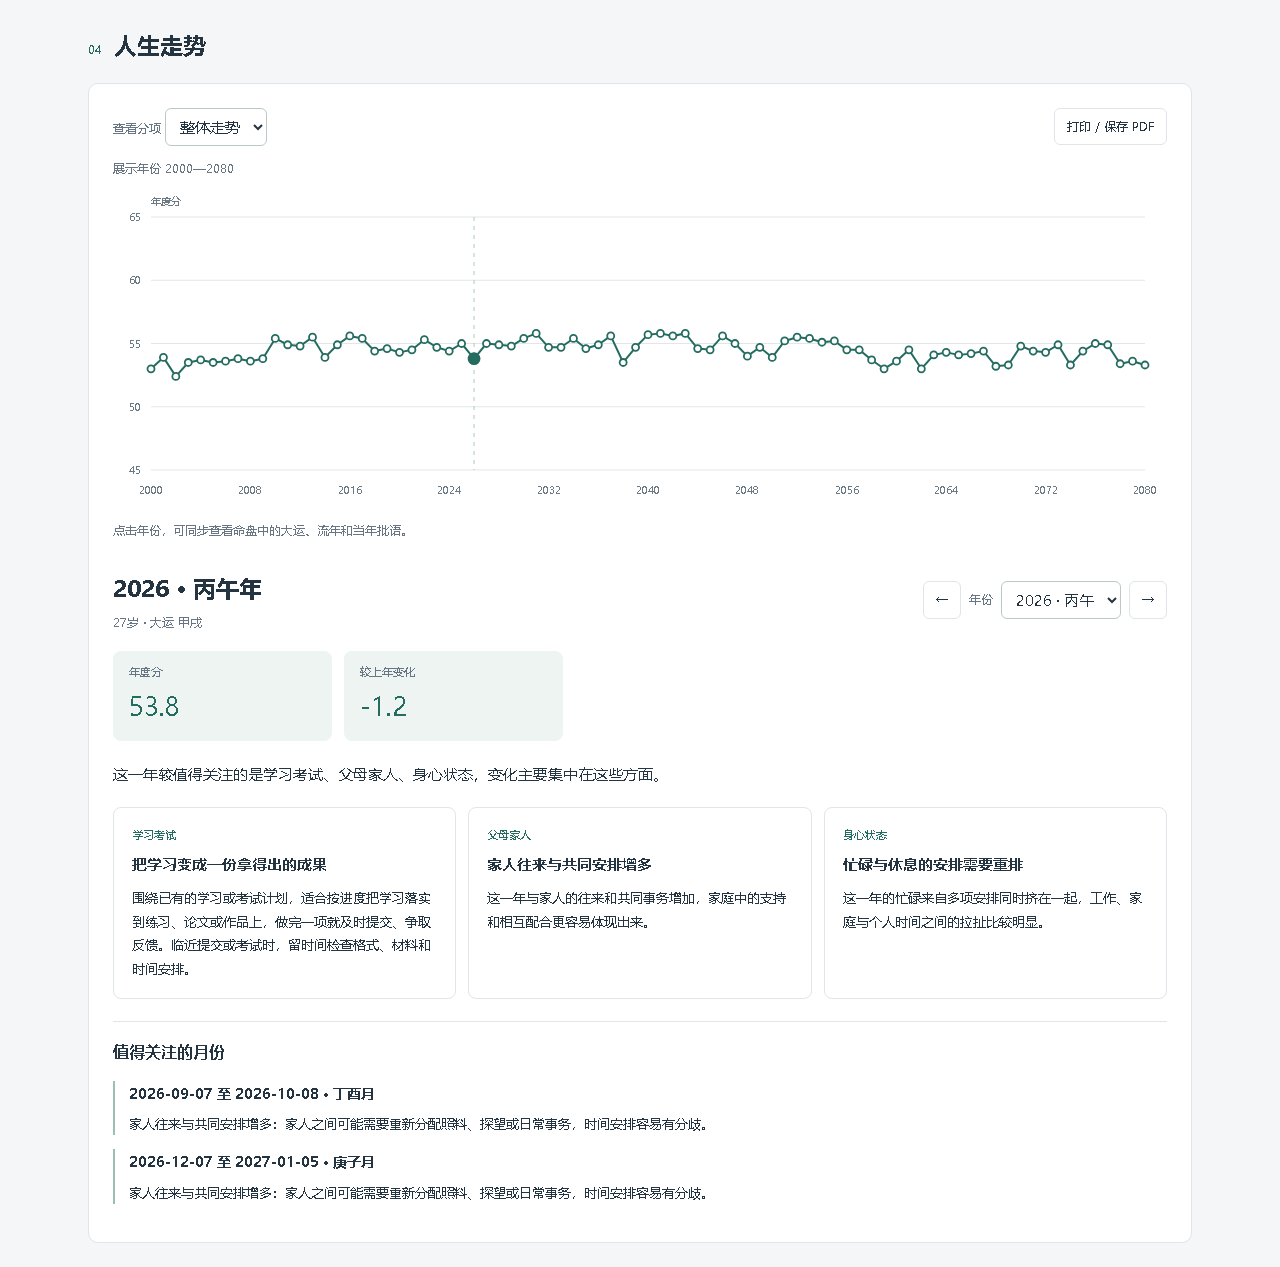 04 人生走势
查看分项 整体走势 打印 / 保存 PDF
展示年份 2000—2080
年度分
65
60
55
50
45
2000 2008 2016 2024 2032 2040 2048 2056 2064 2072 2080
点击年份，可同步查看命盘中的大运、流年和当年批语。
2026 • 丙午年
27岁 · 大运 甲戌
← 年份 2026 · 丙午 →
年度分
53.8
较上年变化
-1.2
这一年较值得关注的是学习考试、父母家人、身心状态，变化主要集中在这些方面。
学习考试
把学习变成一份拿得出的成果
围绕已有的学习或考试计划，适合按进度把学习落实
到练习、论文或作品上，做完一项就及时提交、争取
反馈。临近提交或考试时，留时间检查格式、材料和
时间安排。
父母家人
家人往来与共同安排增多
这一年与家人的往来和共同事务增加，家庭中的支持
和相互配合更容易体现出来。
身心状态
忙碌与休息的安排需要重排
这一年的忙碌来自多项安排同时挤在一起，工作、家
庭与个人时间之间的拉扯比较明显。
值得关注的月份
2026-09-07 至 2026-10-08 • 丁酉月
家人往来与共同安排增多：家人之间可能需要重新分配照料、探望或日常事务，时间安排容易有分歧。
2026-12-07 至 2027-01-05 • 庚子月
家人往来与共同安排增多：家人之间可能需要重新分配照料、探望或日常事务，时间安排容易有分歧。